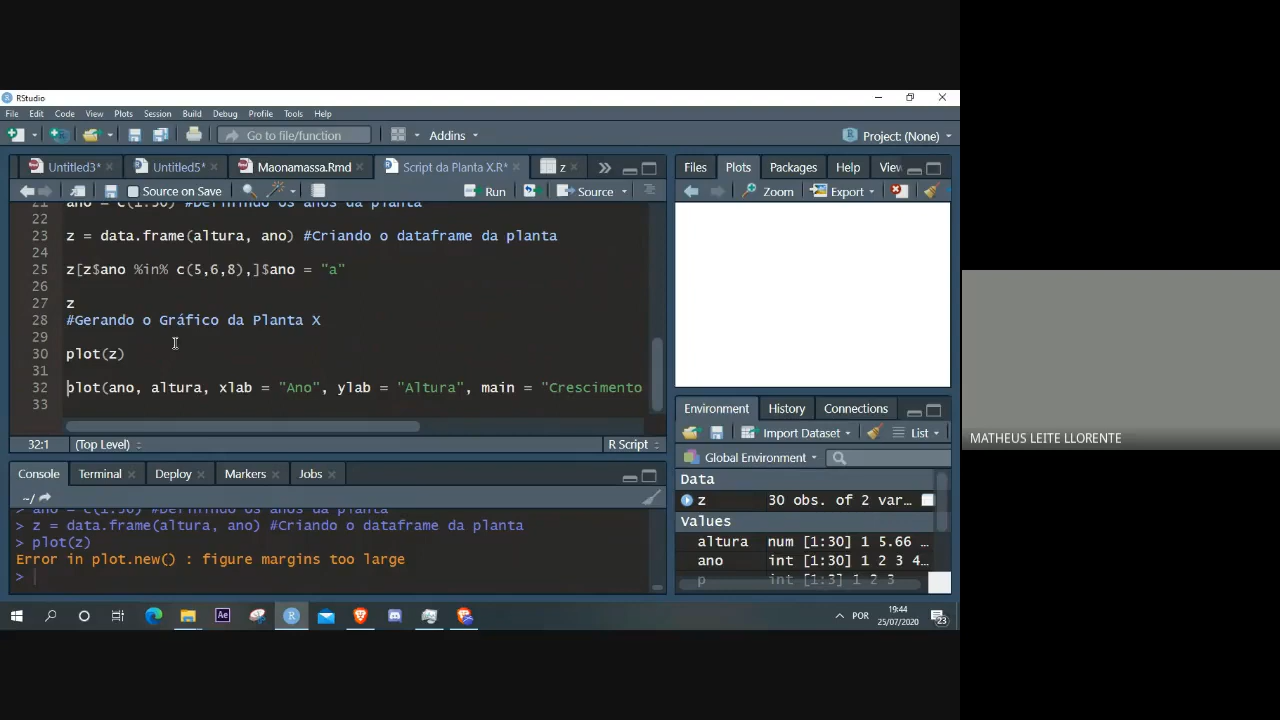 RStudio
File Edit Code View Plots Session Build Debug Profile Tools Help
Go to file/function Addins Project: (None)
Untitled3* Untitled5* Maonamassa.Rmd Script da Planta X.R* z
Source on Save Run Source
21 ano = c(1:30) #Definindo os anos da planta
22
23 z = data.frame(altura, ano) #Criando o dataframe da planta
24
25 z[z$ano %in% c(5,6,8),]$ano = "a"
26
27 z
28 #Gerando o Gráfico da Planta X
29
30 plot(z)
31
32 plot(ano, altura, xlab = "Ano", ylab = "Altura", main = "Crescimento
33
32:1 (Top Level) R Script
Console Terminal Deploy Markers Jobs
~/
> ano = c(1:30) #Definindo os anos da planta
> z = data.frame(altura, ano) #Criando o dataframe da planta
> plot(z)
Error in plot.new() : figure margins too large
>
Files Plots Packages Help View
Zoom Export
Environment History Connections
Import Dataset List
Global Environment
Data
z 30 obs. of 2 var…
Values
altura num [1:30] 1 5.66 …
ano int [1:30] 1 2 3 4…
p int [1:3] 1 2 3
Ae POR 19:44
25/07/2020 23
MATHEUS LEITE LLORENTE